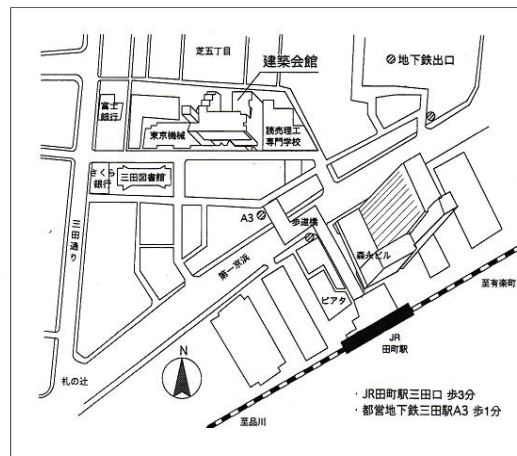 芝五丁目
建築会館
地下鉄出口
富士
銀行
東京機械
読売理工
専門学校
さくら
銀行
三田図書館
三田通り
A3
歩道橋
第一京浜
森永ビル
ピアタ
至有楽町
JR
田町駅
札の辻
N
至品川
・JR田町駅三田口 歩3分
・都営地下鉄三田駅A3 歩1分